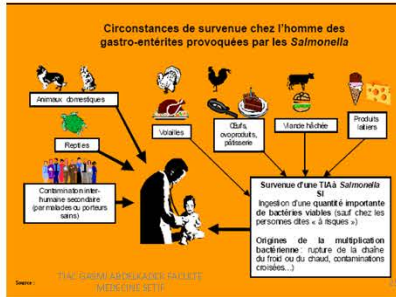 Circonstances de survenue chez l'homme des
gastro-entérites provoquées par les Salmonella
Animaux domestiques
Reptiles
Contamination inter-
humaine secondaire
(par malades ou porteurs
sains)
Volailles
Œufs,
ovoproduits,
pâtisserie
Viande hâchée
Produits
laitiers
Survenue d'une TIA à Salmonella
SI
Ingestion d'une quantité importante
de bactéries viables (sauf chez les
personnes dites « à risques »)
Origines de la multiplication
bactérienne : rupture de la chaîne
du froid ou du chaud, contaminations
croisées...)
Source :
TIAC GASMI ABDELKADER FACULTE
MEDECINE SETIF